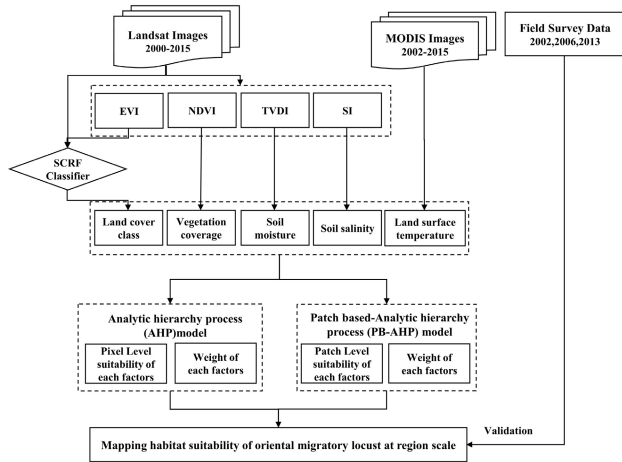 Landsat Images
2000-2015
MODIS Images
2002-2015
Field Survey Data
2002,2006,2013
EVI
NDVI
TVDI
SI
SCRF
Classifier
Land cover
class
Vegetation
coverage
Soil
moisture
Soil salinity
Land surface
temperature
Analytic hierarchy process
(AHP)model
Pixel Level
suitability of
each factors
Weight of
each factors
Patch based-Analytic hierarchy
process (PB-AHP) model
Patch Level
suitability of
each factors
Weight of
each factors
Validation
Mapping habitat suitability of oriental migratory locust at region scale